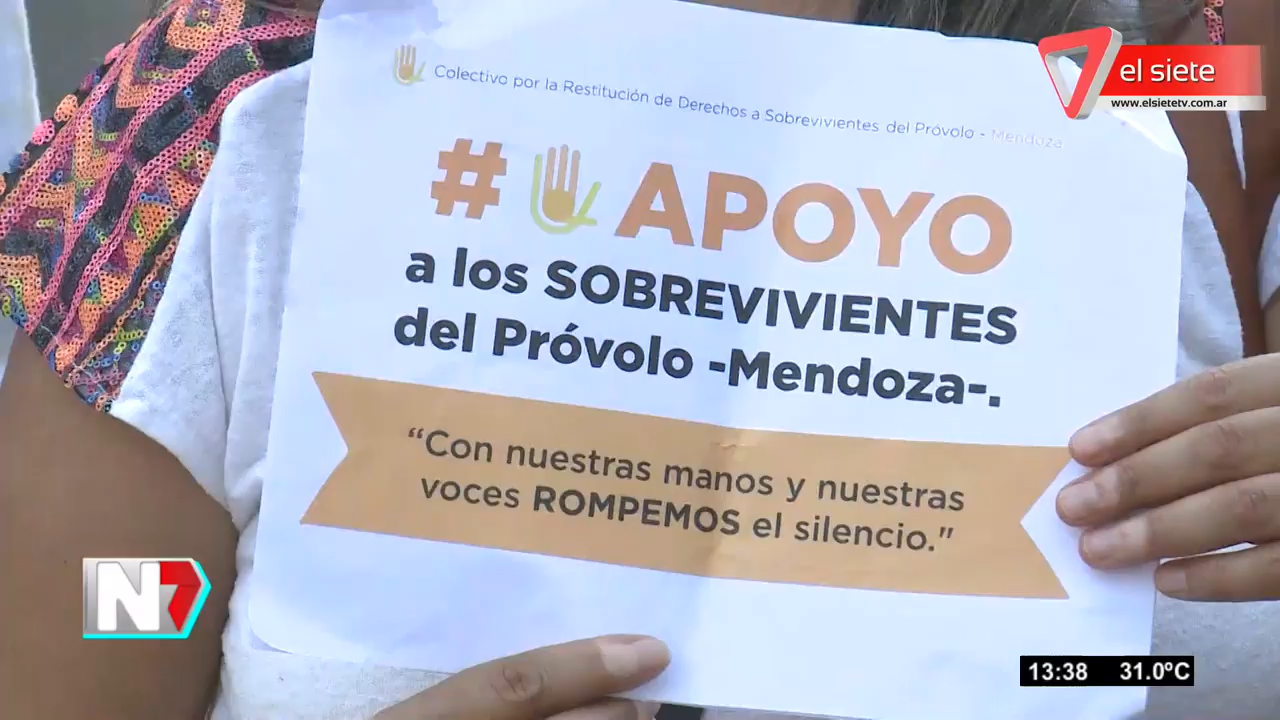 el siete
www.elsietetv.com.ar
Colectivo por la Restitución de Derechos a Sobrevivientes del Próvolo - Mendoza
# APOYO
a los SOBREVIVIENTES
del Próvolo -Mendoza-.
“Con nuestras manos y nuestras
voces ROMPEMOS el silencio."
N7
13:38 31.0ºC